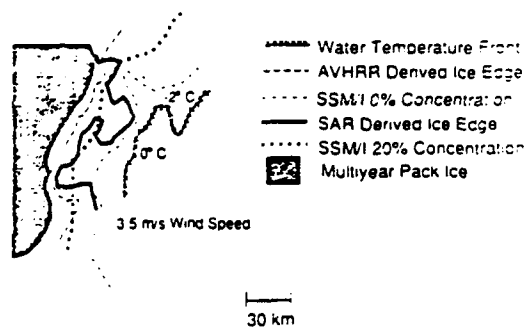 Water Temperature Front
AVHRR Derived Ice Edge
SSM/I 0% Concentration
SAR Derived Ice Edge
SSM/I 20% Concentration
Multiyear Pack Ice
2° C
0° C
3.5 m/s Wind Speed
30 km